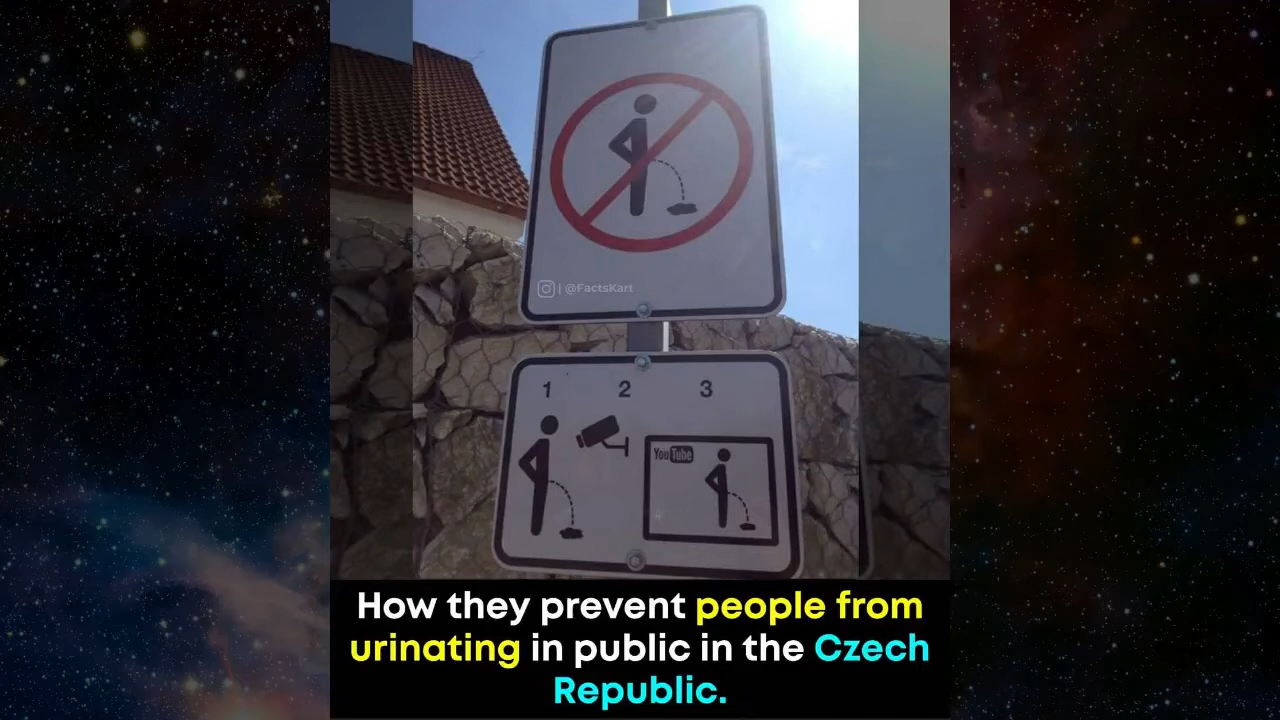 | @FactsKart
1 2 3
YouTube
How they prevent people from
urinating in public in the Czech
Republic.